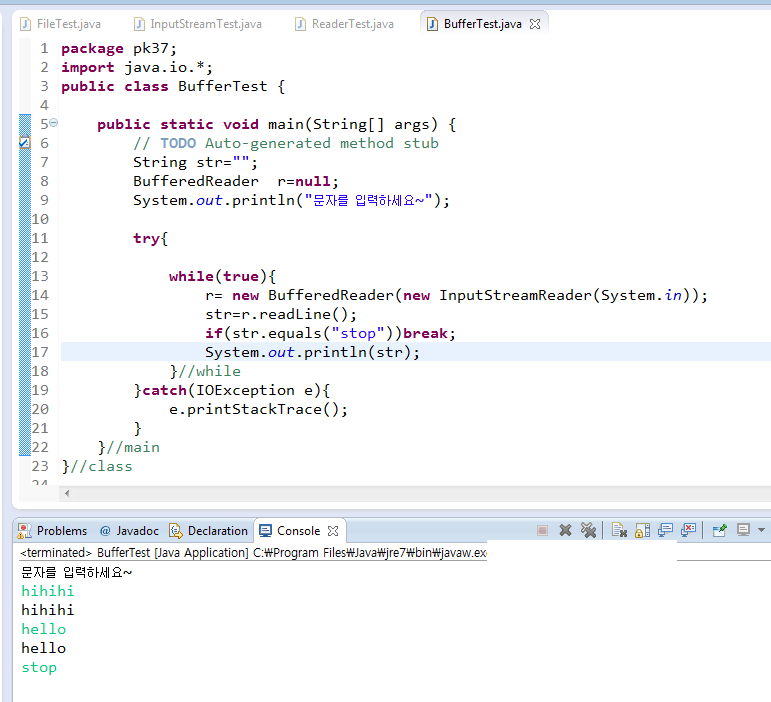 FileTest.java InputStreamTest.java ReaderTest.java BufferTest.java
1 package pk37;
2 import java.io.*;
3 public class BufferTest {
4
5 public static void main(String[] args) {
6 // TODO Auto-generated method stub
7 String str="";
8 BufferedReader  r=null;
9 System.out.println("문자를 입력하세요~");
10
11 try{
12
13 while(true){
14 r= new BufferedReader(new InputStreamReader(System.in));
15 str=r.readLine();
16 if(str.equals("stop"))break;
17 System.out.println(str);
18 }//while
19 }catch(IOException e){
20 e.printStackTrace();
21 }
22 }//main
23 }//class
24
Problems @ Javadoc Declaration Console
<terminated> BufferTest [Java Application] C:₩Program Files₩Java₩jre7₩bin₩javaw.exe
문자를 입력하세요~
hihihi
hihihi
hello
hello
stop